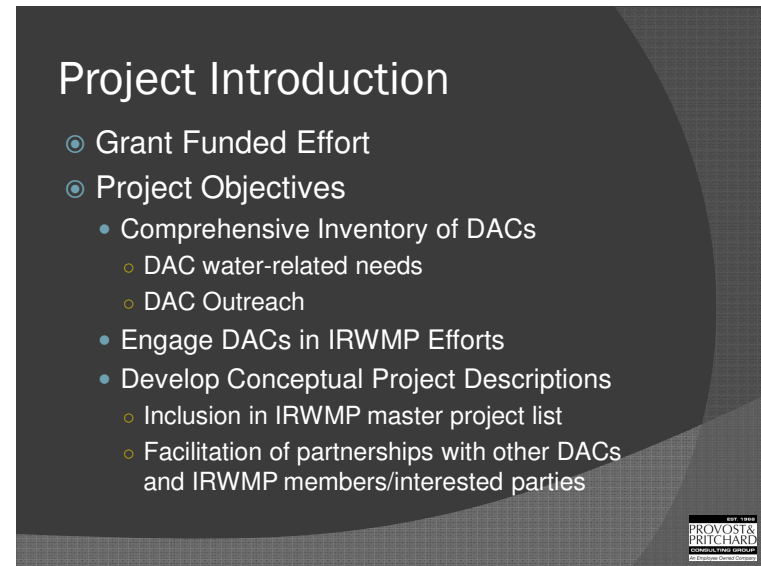 Project Introduction
Grant Funded Effort
Project Objectives
Comprehensive Inventory of DACs
DAC water-related needs
DAC Outreach
Engage DACs in IRWMP Efforts
Develop Conceptual Project Descriptions
Inclusion in IRWMP master project list
Facilitation of partnerships with other DACs
and IRWMP members/interested parties
EST. 1968
PROVOST&
PRITCHARD
CONSULTING GROUP
An Employee Owned Company